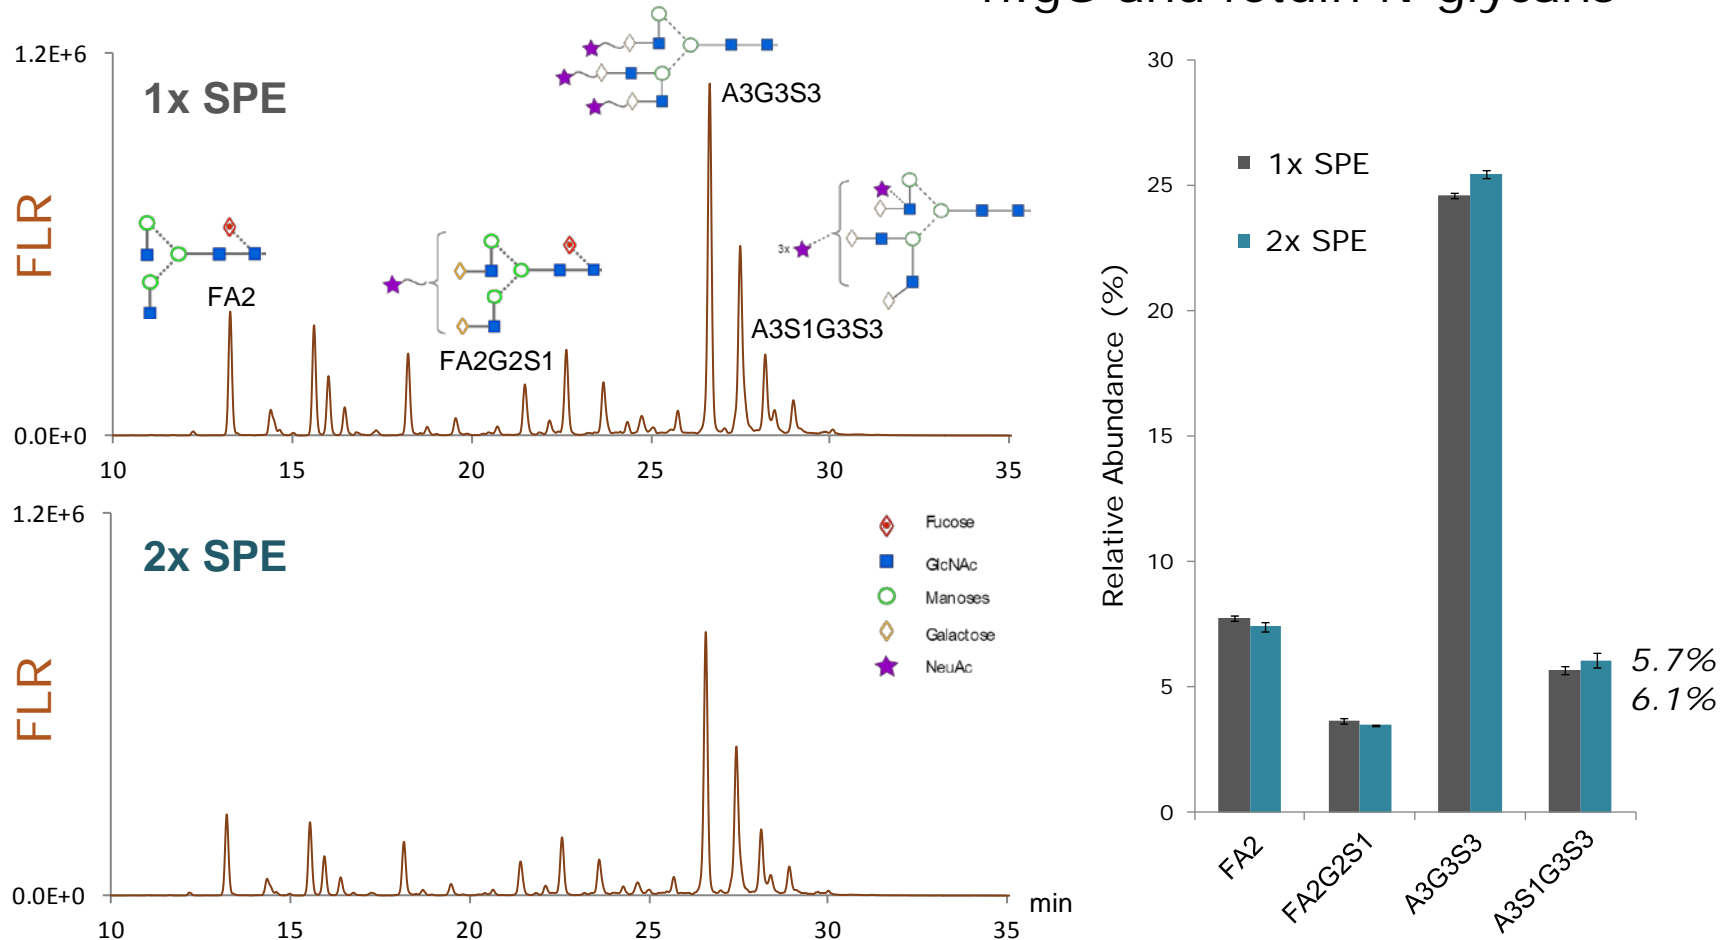 1.2E+6
1x SPE
A3G3S3
FLR
FA2
3x
A3S1G3S3
FA2G2S1
0.0E+0
10 15 20 25 30 35
1.2E+6
2x SPE
Fucose
GlcNAc
Manoses
Galactose
NeuAc
FLR
0.0E+0
min
10 15 20 25 30 35
30
25
20
15
10
5
0
Relative Abundance (%)
1x SPE
2x SPE
5.7%
6.1%
FA2
FA2G2S1
A3G3S3
A3S1G3S3